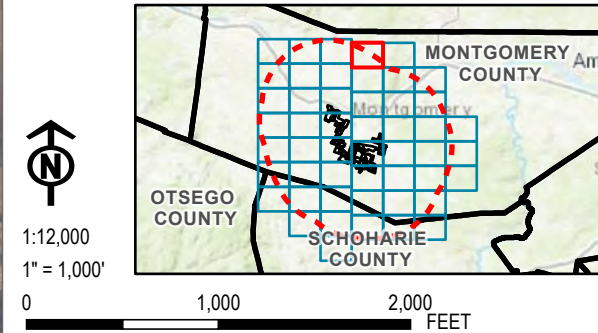 MONTGOMERY
COUNTY
Am
Montgomery
N
OTSEGO
COUNTY
SCHOHARIE
COUNTY
1:12,000
1" = 1,000'
0 1,000 2,000
FEET